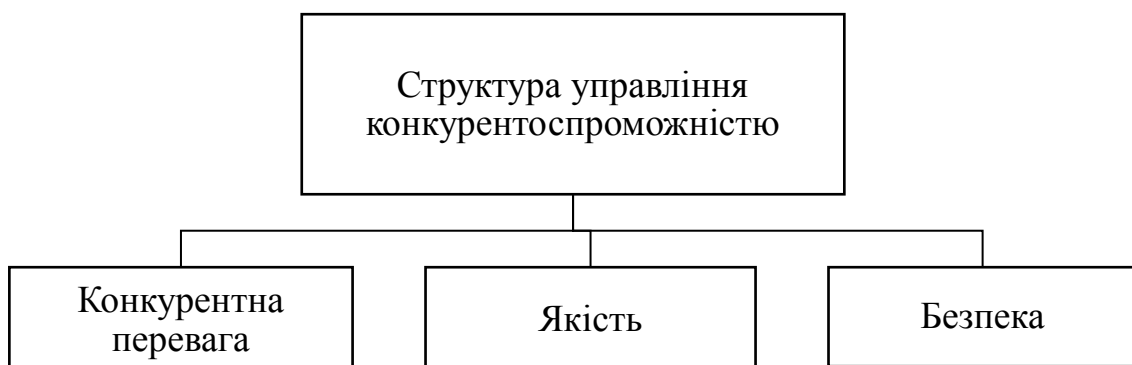 Структура управління
конкурентоспроможністю
Конкурентна
перевага
Якість
Безпека